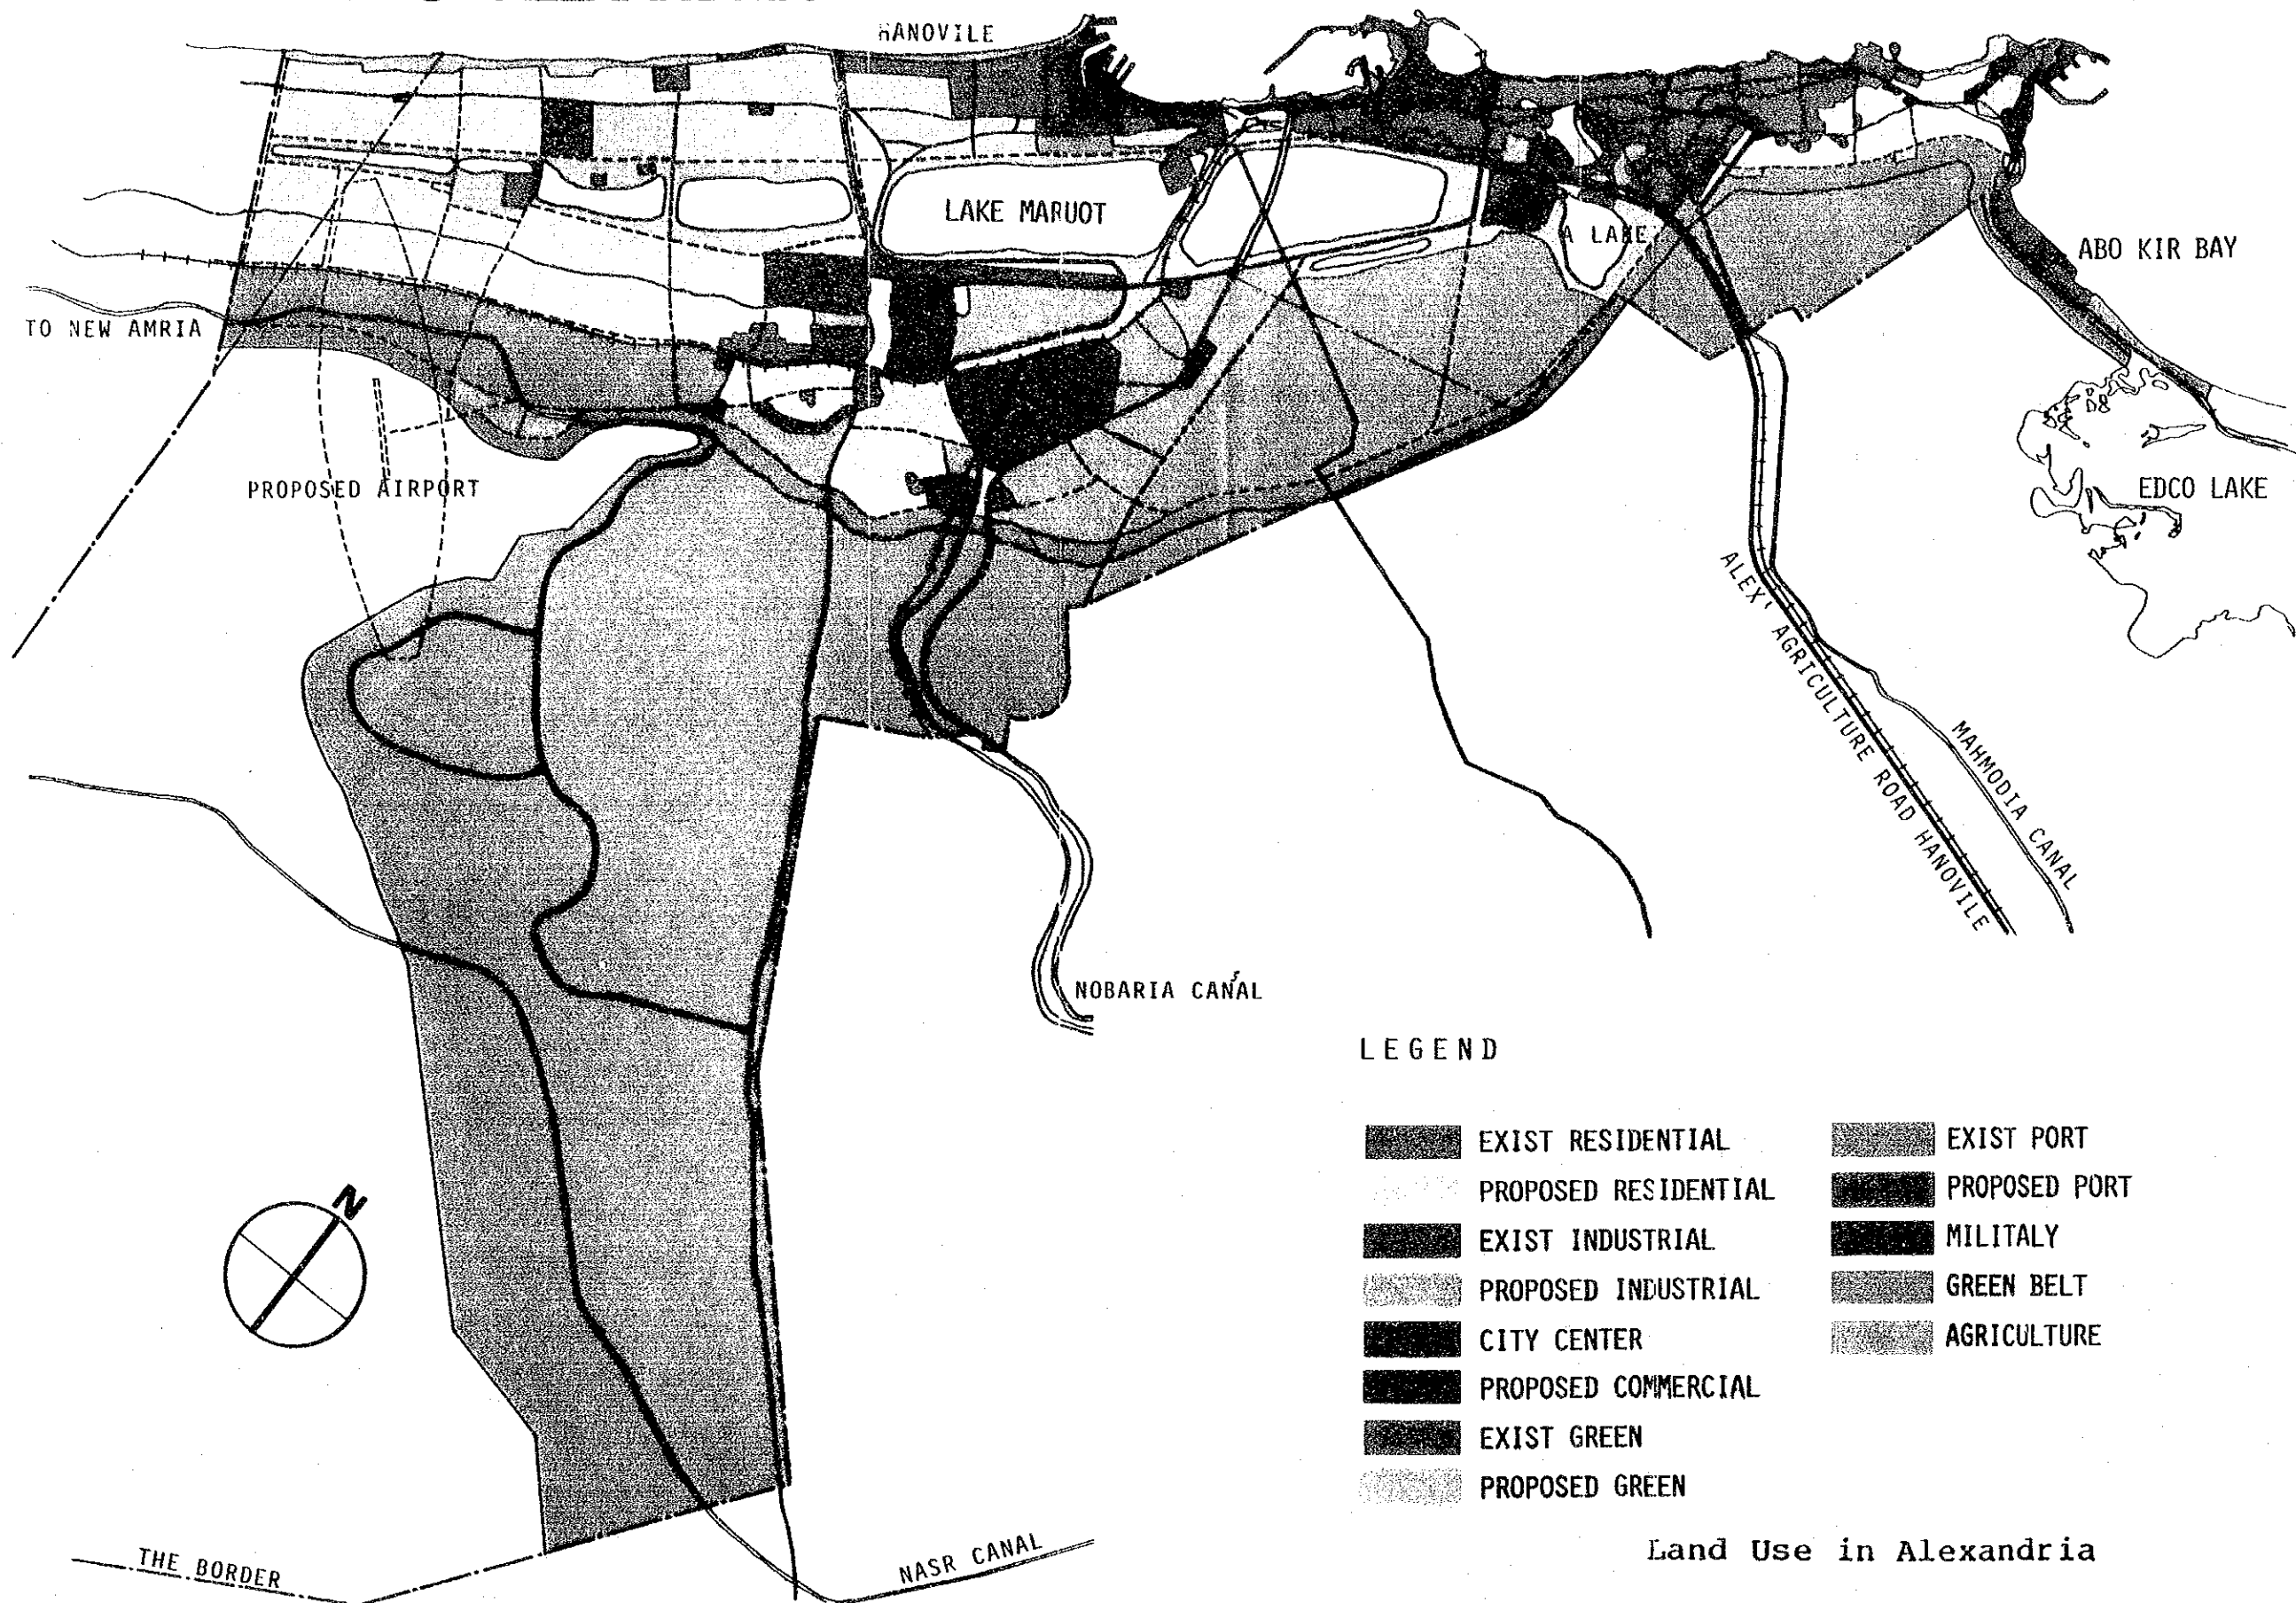 HANOVILE
LAKE MARUOT
A LAKE
ABO KIR BAY
TO NEW AMRIA
PROPOSED AIRPORT
EDCO LAKE
ALEX' AGRICULTURE ROAD HANOVILE
MAHMODIA CANAL
NOBARIA CANAL
LEGEND
EXIST RESIDENTIAL
PROPOSED RESIDENTIAL
EXIST INDUSTRIAL
PROPOSED INDUSTRIAL
CITY CENTER
PROPOSED COMMERCIAL
EXIST GREEN
PROPOSED GREEN
EXIST PORT
PROPOSED PORT
MILITALY
GREEN BELT
AGRICULTURE
N
THE BORDER
NASR CANAL
Land Use in Alexandria